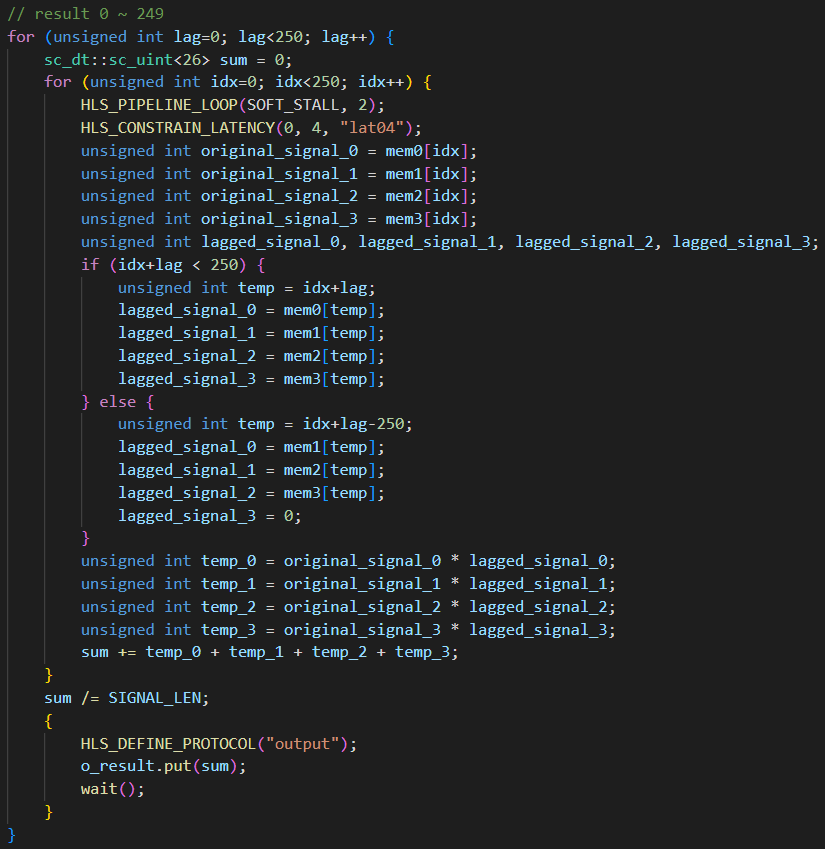 // result 0 ~ 249
for (unsigned int lag=0; lag<250; lag++) {
    sc_dt::sc_uint<26> sum = 0;
    for (unsigned int idx=0; idx<250; idx++) {
        HLS_PIPELINE_LOOP(SOFT_STALL, 2);
        HLS_CONSTRAIN_LATENCY(0, 4, "lat04");
        unsigned int original_signal_0 = mem0[idx];
        unsigned int original_signal_1 = mem1[idx];
        unsigned int original_signal_2 = mem2[idx];
        unsigned int original_signal_3 = mem3[idx];
        unsigned int lagged_signal_0, lagged_signal_1, lagged_signal_2, lagged_signal_3;
        if (idx+lag < 250) {
            unsigned int temp = idx+lag;
            lagged_signal_0 = mem0[temp];
            lagged_signal_1 = mem1[temp];
            lagged_signal_2 = mem2[temp];
            lagged_signal_3 = mem3[temp];
        } else {
            unsigned int temp = idx+lag-250;
            lagged_signal_0 = mem1[temp];
            lagged_signal_1 = mem2[temp];
            lagged_signal_2 = mem3[temp];
            lagged_signal_3 = 0;
        }
        unsigned int temp_0 = original_signal_0 * lagged_signal_0;
        unsigned int temp_1 = original_signal_1 * lagged_signal_1;
        unsigned int temp_2 = original_signal_2 * lagged_signal_2;
        unsigned int temp_3 = original_signal_3 * lagged_signal_3;
        sum += temp_0 + temp_1 + temp_2 + temp_3;
    }
    sum /= SIGNAL_LEN;
    {
        HLS_DEFINE_PROTOCOL("output");
        o_result.put(sum);
        wait();
    }
}